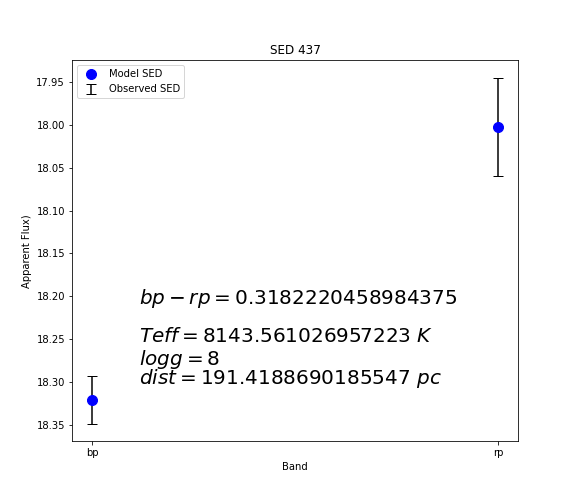 SED 437
Model SED
Observed SED
17.95
18.00
18.05
18.10
18.15
18.20
18.25
18.30
18.35
Apparent Flux)
bp − rp = 0.3182220458984375
Teff = 8143.561026957223 K
logg = 8
dist = 191.4188690185547 pc
bp
rp
Band